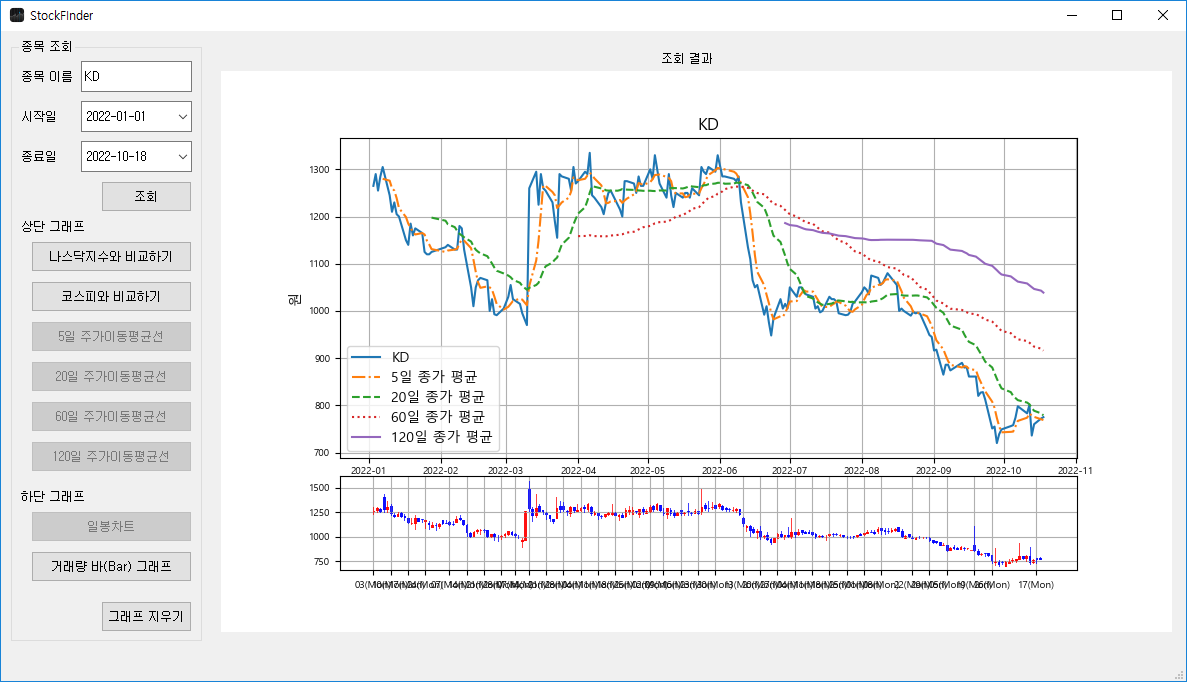 StockFinder
종목 조회
종목 이름 KD
시작일 2022-01-01
종료일 2022-10-18
조회
상단 그래프
나스닥지수와 비교하기
코스피와 비교하기
5일 주가이동평균선
20일 주가이동평균선
60일 주가이동평균선
120일 주가이동평균선
하단 그래프
일봉차트
거래량 바(Bar) 그래프
그래프 지우기
조회 결과
KD
원
1300
1200
1100
1000
900
800
700
KD
5일 종가 평균
20일 종가 평균
60일 종가 평균
120일 종가 평균
2022-01 2022-02 2022-03 2022-04 2022-05 2022-06 2022-07 2022-08 2022-09 2022-10 2022-11
1500
1250
1000
750
17(Mon)